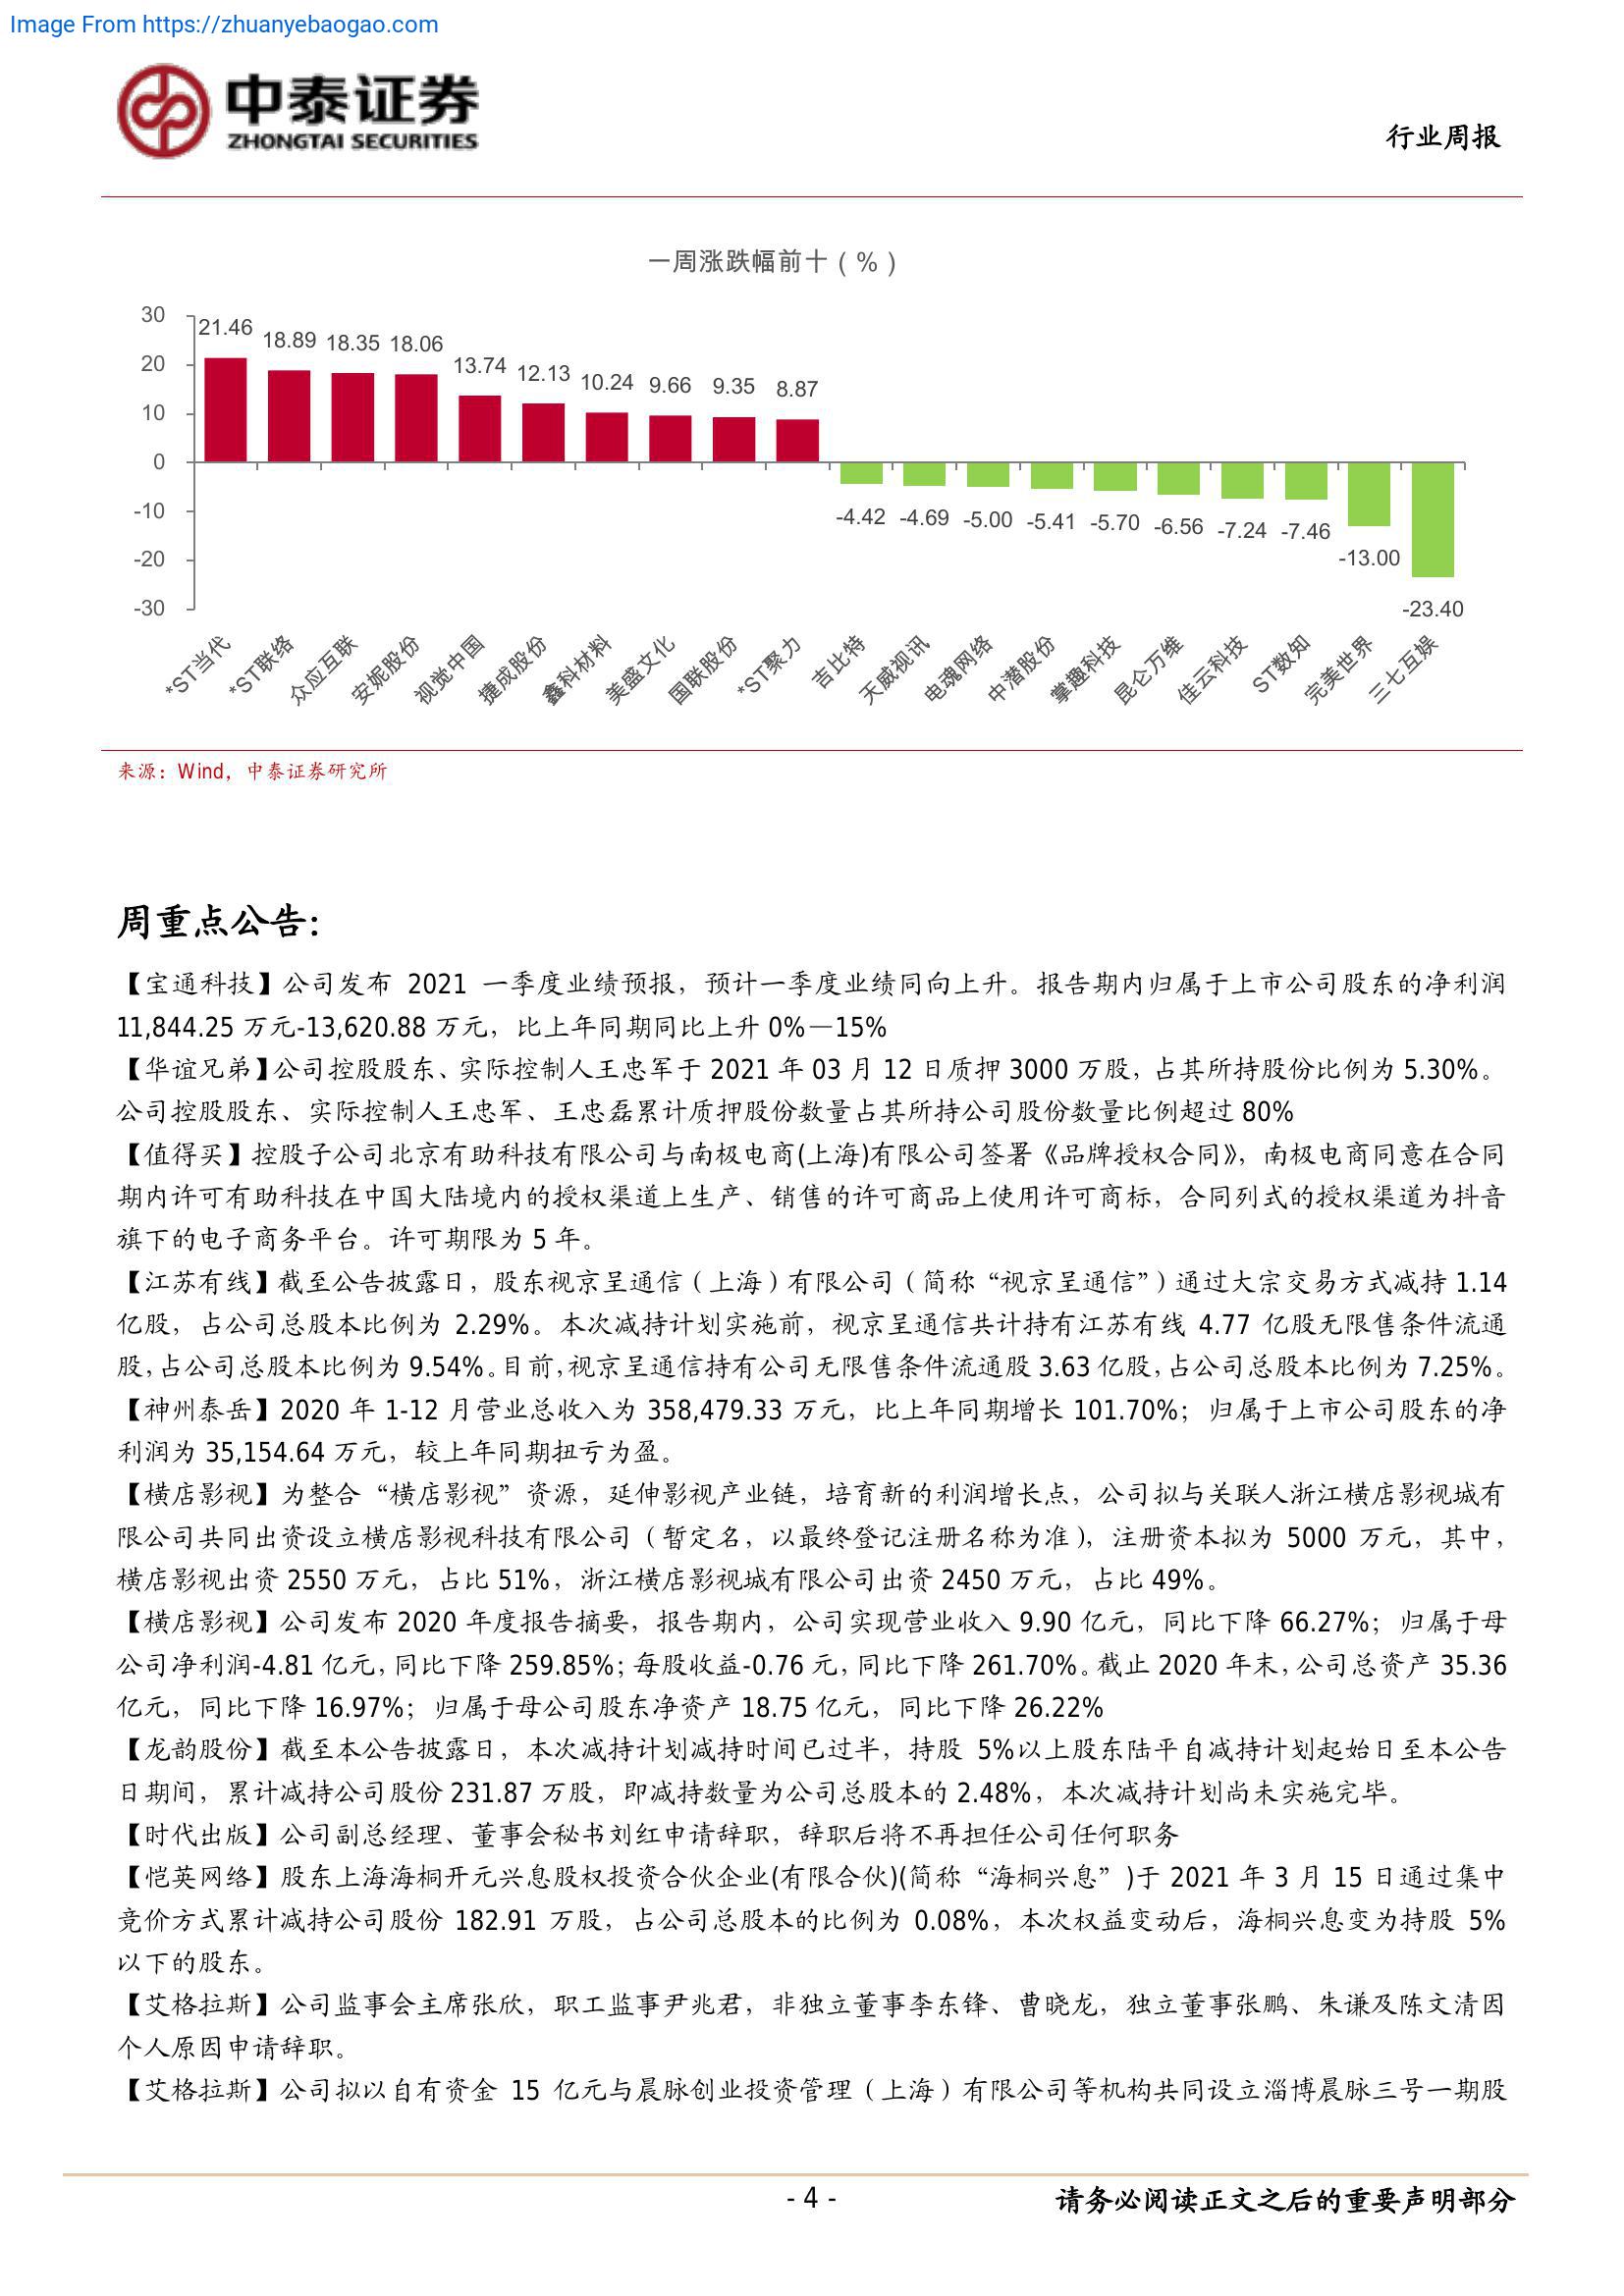 Image From https://zhuanyebaogao.com
中泰证券
ZHONGTAI SECURITIES
行业周报
一周涨跌幅前十（%）
30
20
10
0
-10
-20
-30
21.46 18.89 18.35 18.06 13.74 12.13 10.24 9.66 9.35 8.87
-4.42 -4.69 -5.00 -5.41 -5.70 -6.56 -7.24 -7.46 -13.00 -23.40
*ST当代 *ST联络 众应互联 安妮股份 视觉中国 捷成股份 鑫科材料 美盛文化 国联股份 *ST聚力 吉比特 天威视讯 电魂网络 中潜股份 掌趣科技 昆仑万维 佳云科技 ST数知 完美世界 三七互娱
来源：Wind，中泰证券研究所
周重点公告：
【宝通科技】公司发布 2021 一季度业绩预报，预计一季度业绩同向上升。报告期内归属于上市公司股东的净利润
11,844.25 万元-13,620.88 万元，比上年同期同比上升 0%—15%
【华谊兄弟】公司控股股东、实际控制人王忠军于 2021 年 03 月 12 日质押 3000 万股，占其所持股份比例为 5.30%。
公司控股股东、实际控制人王忠军、王忠磊累计质押股份数量占其所持公司股份数量比例超过 80%
【值得买】控股子公司北京有助科技有限公司与南极电商(上海)有限公司签署《品牌授权合同》，南极电商同意在合同
期内许可有助科技在中国大陆境内的授权渠道上生产、销售的许可商品上使用许可商标，合同列式的授权渠道为抖音
旗下的电子商务平台。许可期限为 5 年。
【江苏有线】截至公告披露日，股东视京呈通信（上海）有限公司（简称“视京呈通信”）通过大宗交易方式减持 1.14
亿股，占公司总股本比例为 2.29%。本次减持计划实施前，视京呈通信共计持有江苏有线 4.77 亿股无限售条件流通
股，占公司总股本比例为 9.54%。目前，视京呈通信持有公司无限售条件流通股 3.63 亿股，占公司总股本比例为 7.25%。
【神州泰岳】2020 年 1-12 月营业总收入为 358,479.33 万元，比上年同期增长 101.70%；归属于上市公司股东的净
利润为 35,154.64 万元，较上年同期扭亏为盈。
【横店影视】为整合“横店影视”资源，延伸影视产业链，培育新的利润增长点，公司拟与关联人浙江横店影视城有
限公司共同出资设立横店影视科技有限公司（暂定名，以最终登记注册名称为准），注册资本拟为 5000 万元，其中，
横店影视出资 2550 万元，占比 51%，浙江横店影视城有限公司出资 2450 万元，占比 49%。
【横店影视】公司发布 2020 年度报告摘要，报告期内，公司实现营业收入 9.90 亿元，同比下降 66.27%；归属于母
公司净利润-4.81 亿元，同比下降 259.85%；每股收益-0.76 元，同比下降 261.70%。截止 2020 年末，公司总资产 35.36
亿元，同比下降 16.97%；归属于母公司股东净资产 18.75 亿元，同比下降 26.22%
【龙韵股份】截至本公告披露日，本次减持计划减持时间已过半，持股 5%以上股东陆平自减持计划起始日至本公告
日期间，累计减持公司股份 231.87 万股，即减持数量为公司总股本的 2.48%，本次减持计划尚未实施完毕。
【时代出版】公司副总经理、董事会秘书刘红申请辞职，辞职后将不再担任公司任何职务
【恺英网络】股东上海海桐开元兴息股权投资合伙企业(有限合伙)(简称“海桐兴息”)于 2021 年 3 月 15 日通过集中
竞价方式累计减持公司股份 182.91 万股，占公司总股本的比例为 0.08%，本次权益变动后，海桐兴息变为持股 5%
以下的股东。
【艾格拉斯】公司监事会主席张欣，职工监事尹兆君，非独立董事李东锋、曹晓龙，独立董事张鹏、朱谦及陈文清因
个人原因申请辞职。
【艾格拉斯】公司拟以自有资金 15 亿元与晨脉创业投资管理（上海）有限公司等机构共同设立淄博晨脉三号一期股
- 4 -
请务必阅读正文之后的重要声明部分